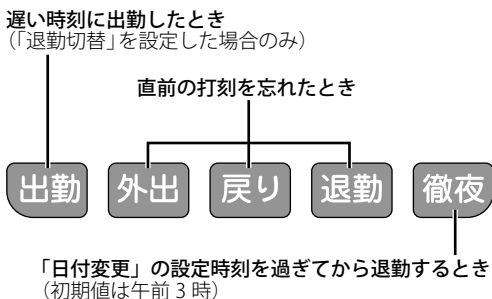 遅い時刻に出勤したとき
（「退勤切替」を設定した場合のみ）
直前の打刻を忘れたとき
出勤 外出 戻り 退勤 徹夜
「日付変更」の設定時刻を過ぎてから退勤するとき
（初期値は午前 3 時）